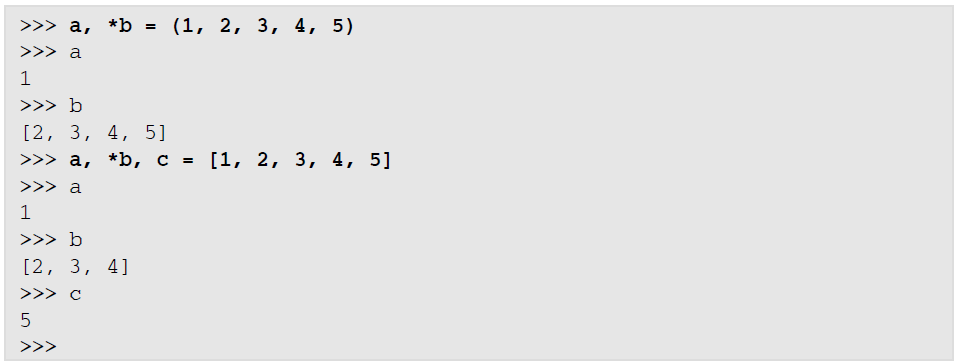 >>> a, *b = (1, 2, 3, 4, 5)
>>> a
1
>>> b
[2, 3, 4, 5]
>>> a, *b, c = [1, 2, 3, 4, 5]
>>> a
1
>>> b
[2, 3, 4]
>>> c
5
>>>